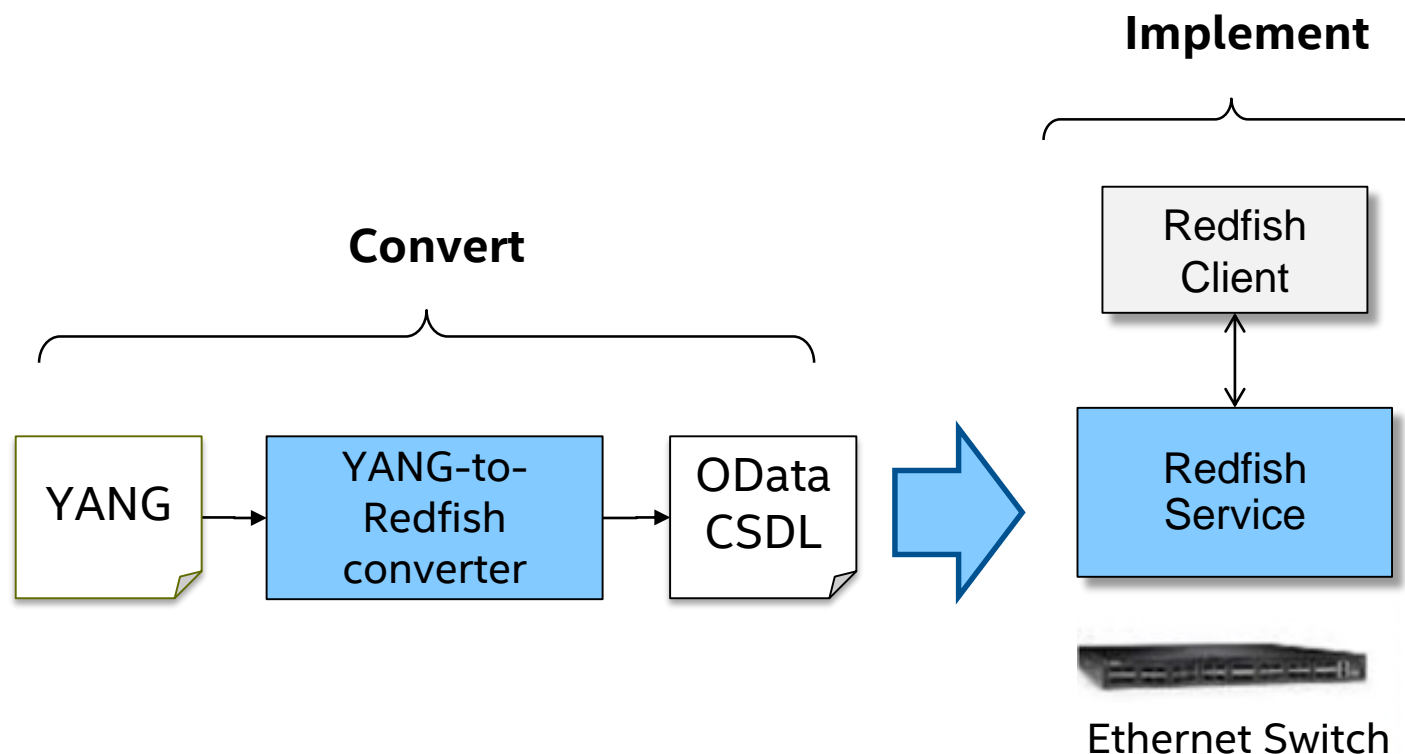 Implement
Convert
Redfish
Client
YANG
YANG-to-
Redfish
converter
OData
CSDL
Redfish
Service
Ethernet Switch